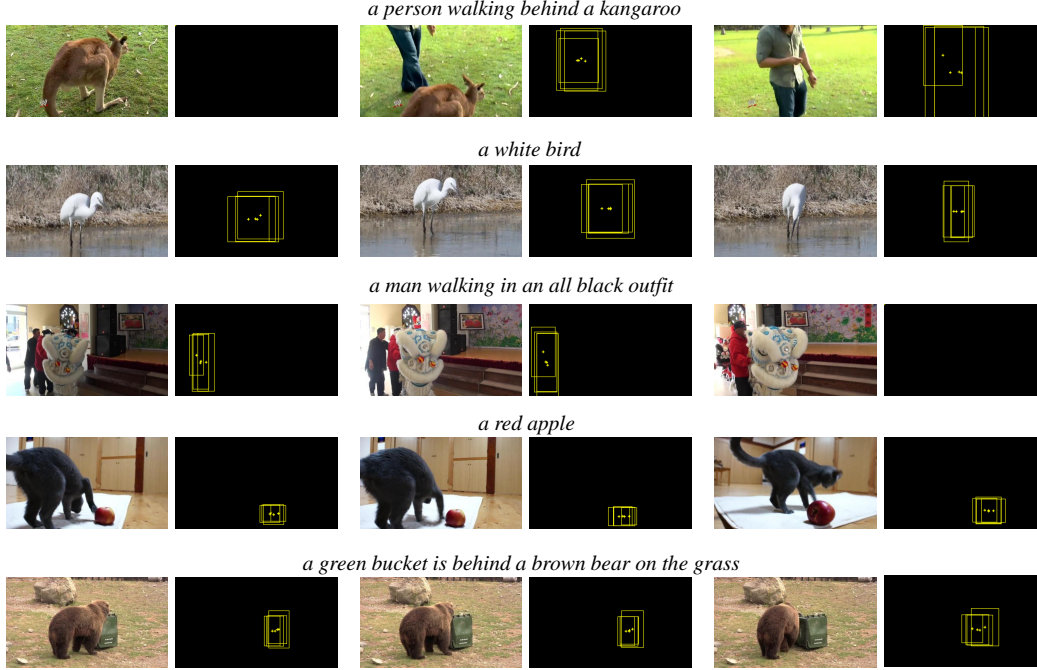 a person walking behind a kangaroo
a white bird
a man walking in an all black outfit
a red apple
a green bucket is behind a brown bear on the grass